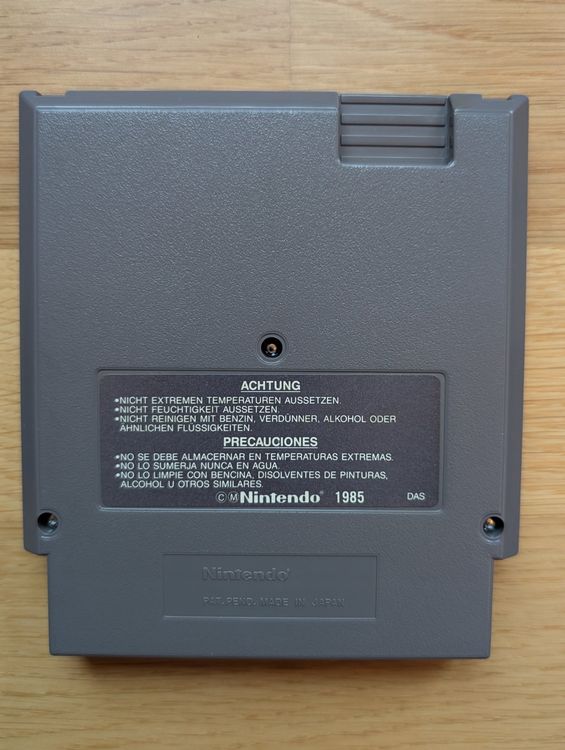 ACHTUNG
•NICHT EXTREMEN TEMPERATUREN AUSSETZEN.
•NICHT FEUCHTIGKEIT AUSSETZEN.
•NICHT REINIGEN MIT BENZIN, VERDÜNNER, ALKOHOL ODER
ÄHNLICHEN FLÜSSIGKEITEN.
PRECAUCIONES
•NO SE DEBE ALMACERNAR EN TEMPERATURAS EXTREMAS.
•NO LO SUMERJA NUNCA EN AGUA.
•NO LO LIMPIE CON BENCINA, DISOLVENTES DE PINTURAS,
ALCOHOL U OTROS SIMILARES.
©ⓂNintendo® 1985 DAS
Nintendo®
PAT. PEND. MADE IN JAPAN